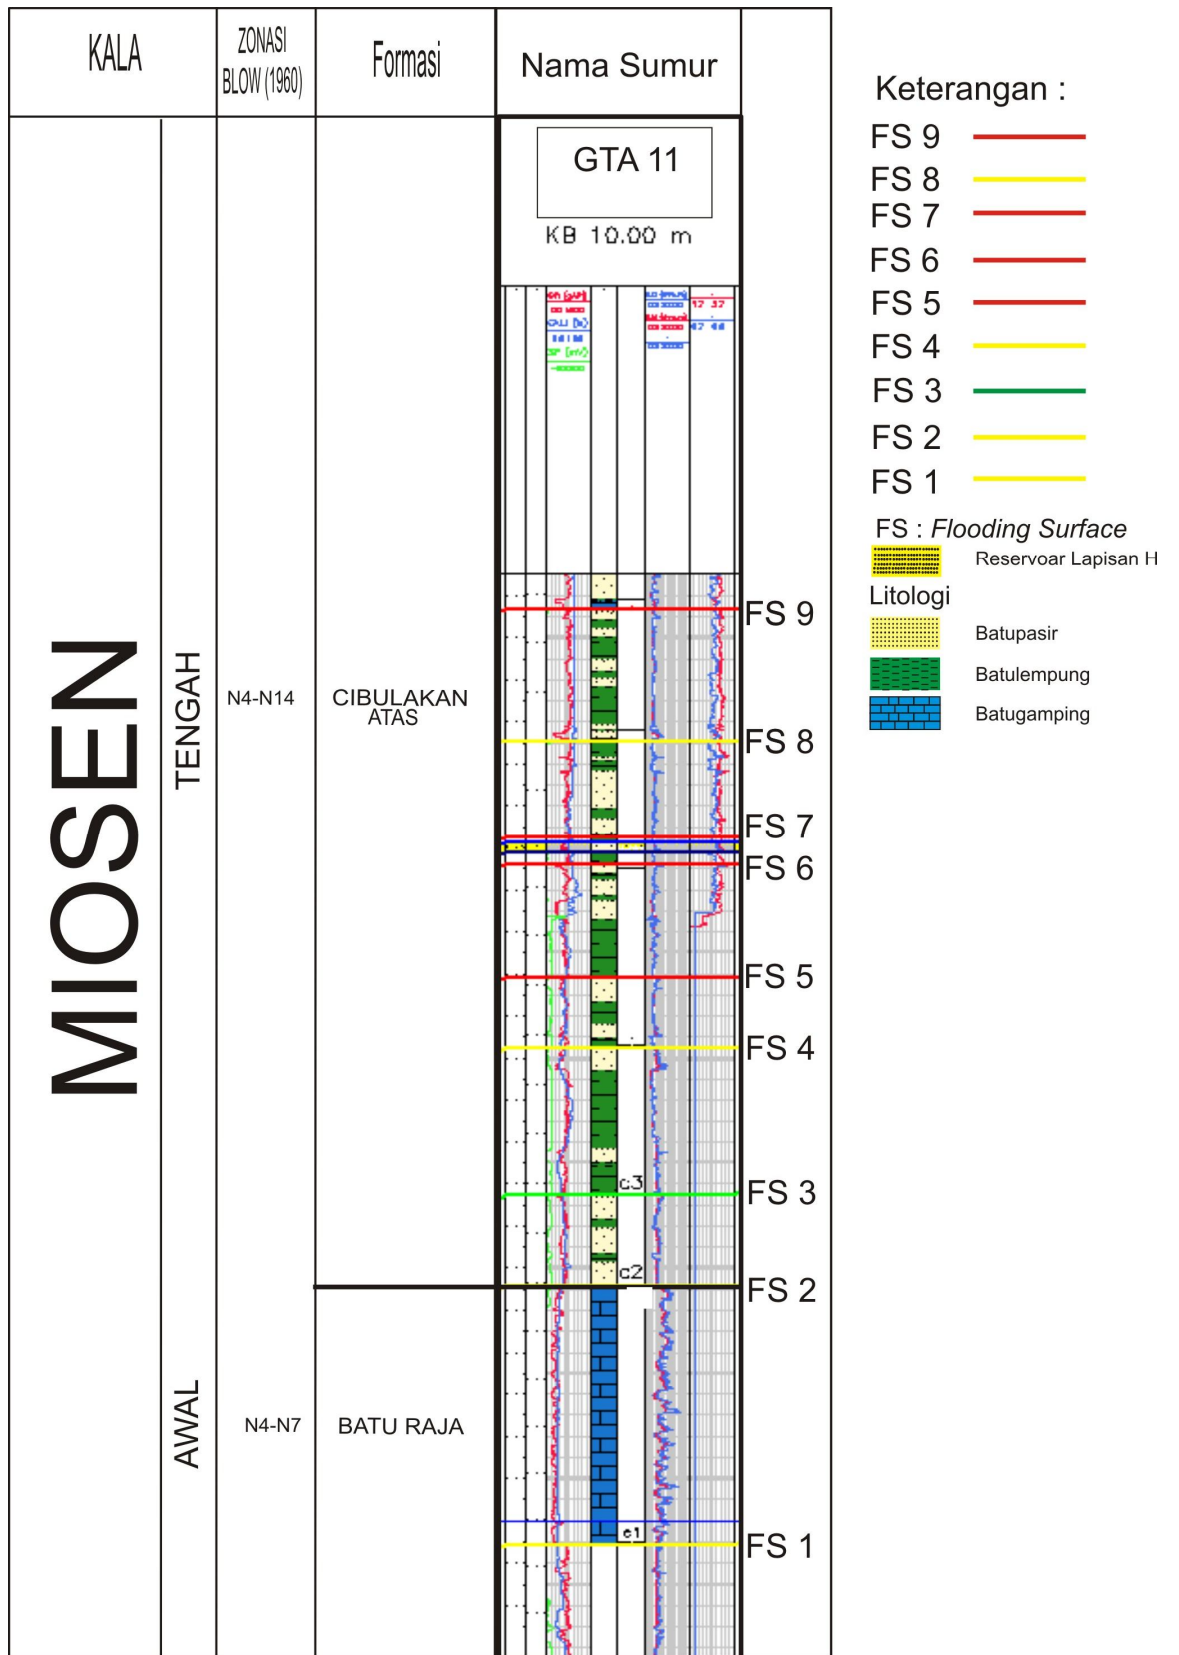 KALA
ZONASI
BLOW (1960)
Formasi
Nama Sumur
GTA 11
KB 10.00 m
MIOSEN
TENGAH
N4-N14
CIBULAKAN
ATAS
AWAL
N4-N7
BATU RAJA
FS 9
FS 8
FS 7
FS 6
FS 5
FS 4
c3
FS 3
c2
FS 2
e1
FS 1
Keterangan :
FS 9
FS 8
FS 7
FS 6
FS 5
FS 4
FS 3
FS 2
FS 1
FS : Flooding Surface
Reservoar Lapisan H
Litologi
Batupasir
Batulempung
Batugamping